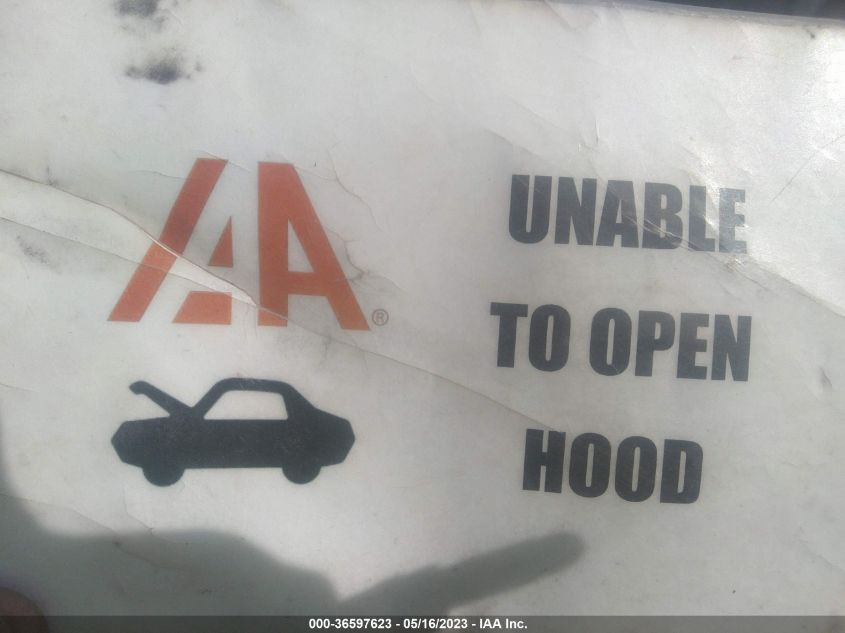 IAA®
UNABLE
TO OPEN
HOOD
000-36597623 - 05/16/2023 - IAA Inc.